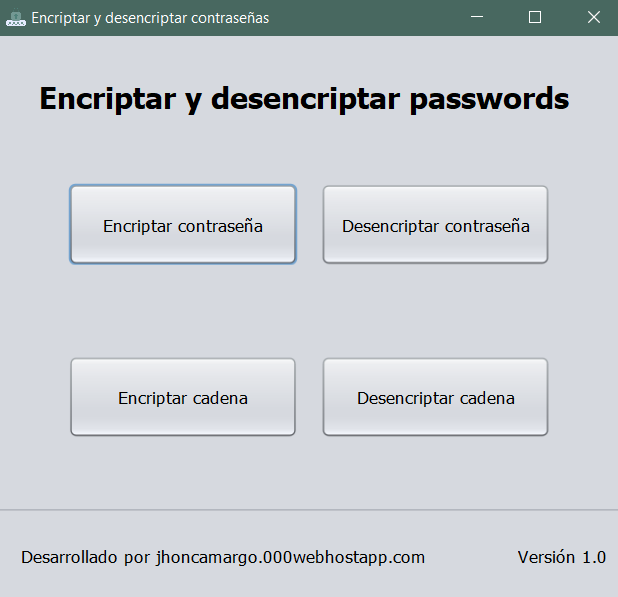 Encriptar y desencriptar contraseñas
Encriptar y desencriptar passwords
Encriptar contraseña
Desencriptar contraseña
Encriptar cadena
Desencriptar cadena
Desarrollado por jhoncamargo.000webhostapp.com
Versión 1.0